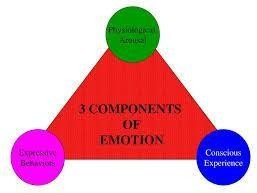 Physiological
Arousal
3 COMPONENTS
OF
EMOTION
Expressive
Behaviors
Conscious
Experience